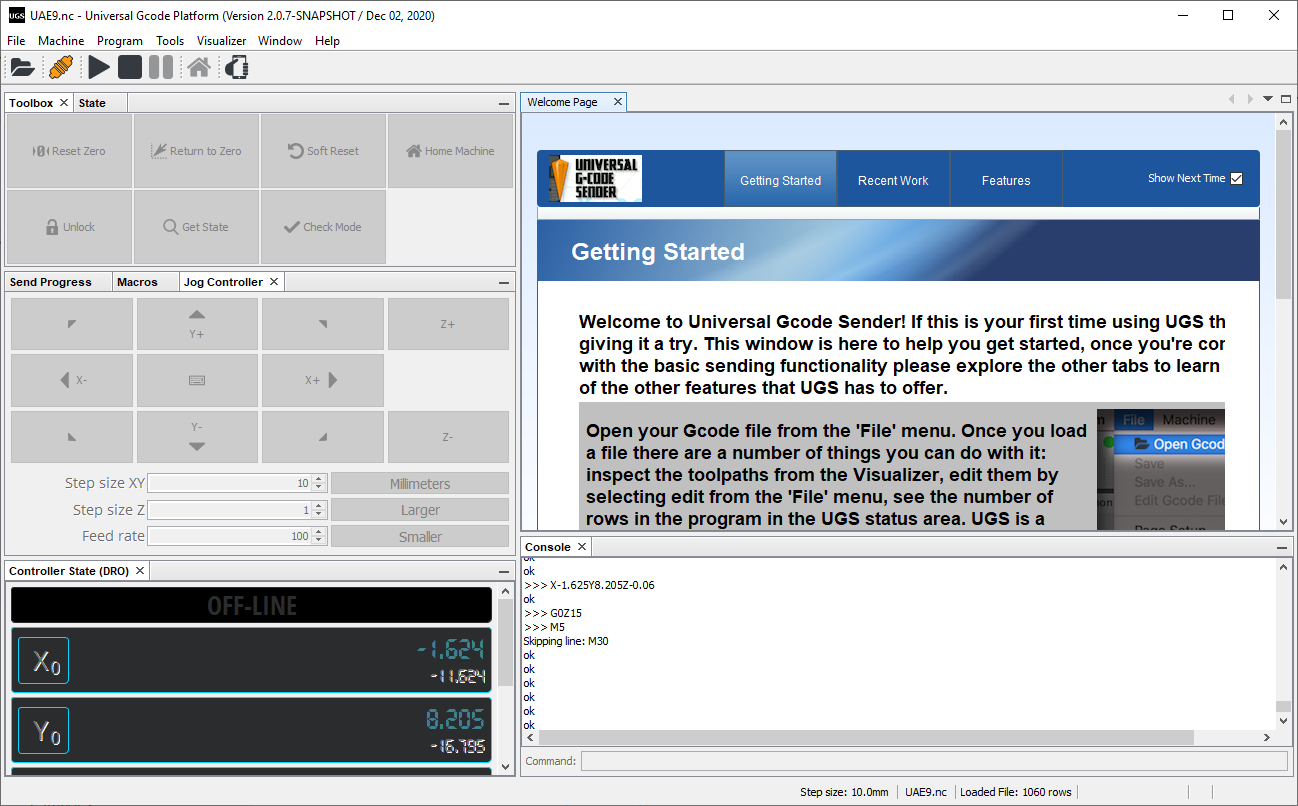 UGS UAE9.nc - Universal Gcode Platform (Version 2.0.7-SNAPSHOT / Dec 02, 2020)
File Machine Program Tools Visualizer Window Help
Toolbox State
Reset Zero Return to Zero Soft Reset Home Machine
Unlock Get State Check Mode
Send Progress Macros Jog Controller
Y+ Z+
X- X+
Y- Z-
Step size XY 10 Millimeters
Step size Z 1 Larger
Feed rate 100 Smaller
Controller State (DRO)
OFF-LINE
X0 -1.624
-11.624
Y0 8.205
-16.795
Welcome Page
UNIVERSAL
G-CODE
SENDER
Getting Started Recent Work Features Show Next Time
Getting Started
Welcome to Universal Gcode Sender! If this is your first time using UGS th
giving it a try. This window is here to help you get started, once you're cor
with the basic sending functionality please explore the other tabs to learn
of the other features that UGS has to offer.
Open your Gcode file from the 'File' menu. Once you load
a file there are a number of things you can do with it:
inspect the toolpaths from the Visualizer, edit them by
selecting edit from the 'File' menu, see the number of
rows in the program in the UGS status area. UGS is a
File Machine
Open Gcod
Save
Save As...
Edit Gcode File
Page Setup
Console
ok
ok
>>> X-1.625Y8.205Z-0.06
ok
>>> G0Z15
>>> M5
Skipping line: M30
ok
ok
ok
ok
ok
ok
Command:
Step size: 10.0mm UAE9.nc Loaded File: 1060 rows